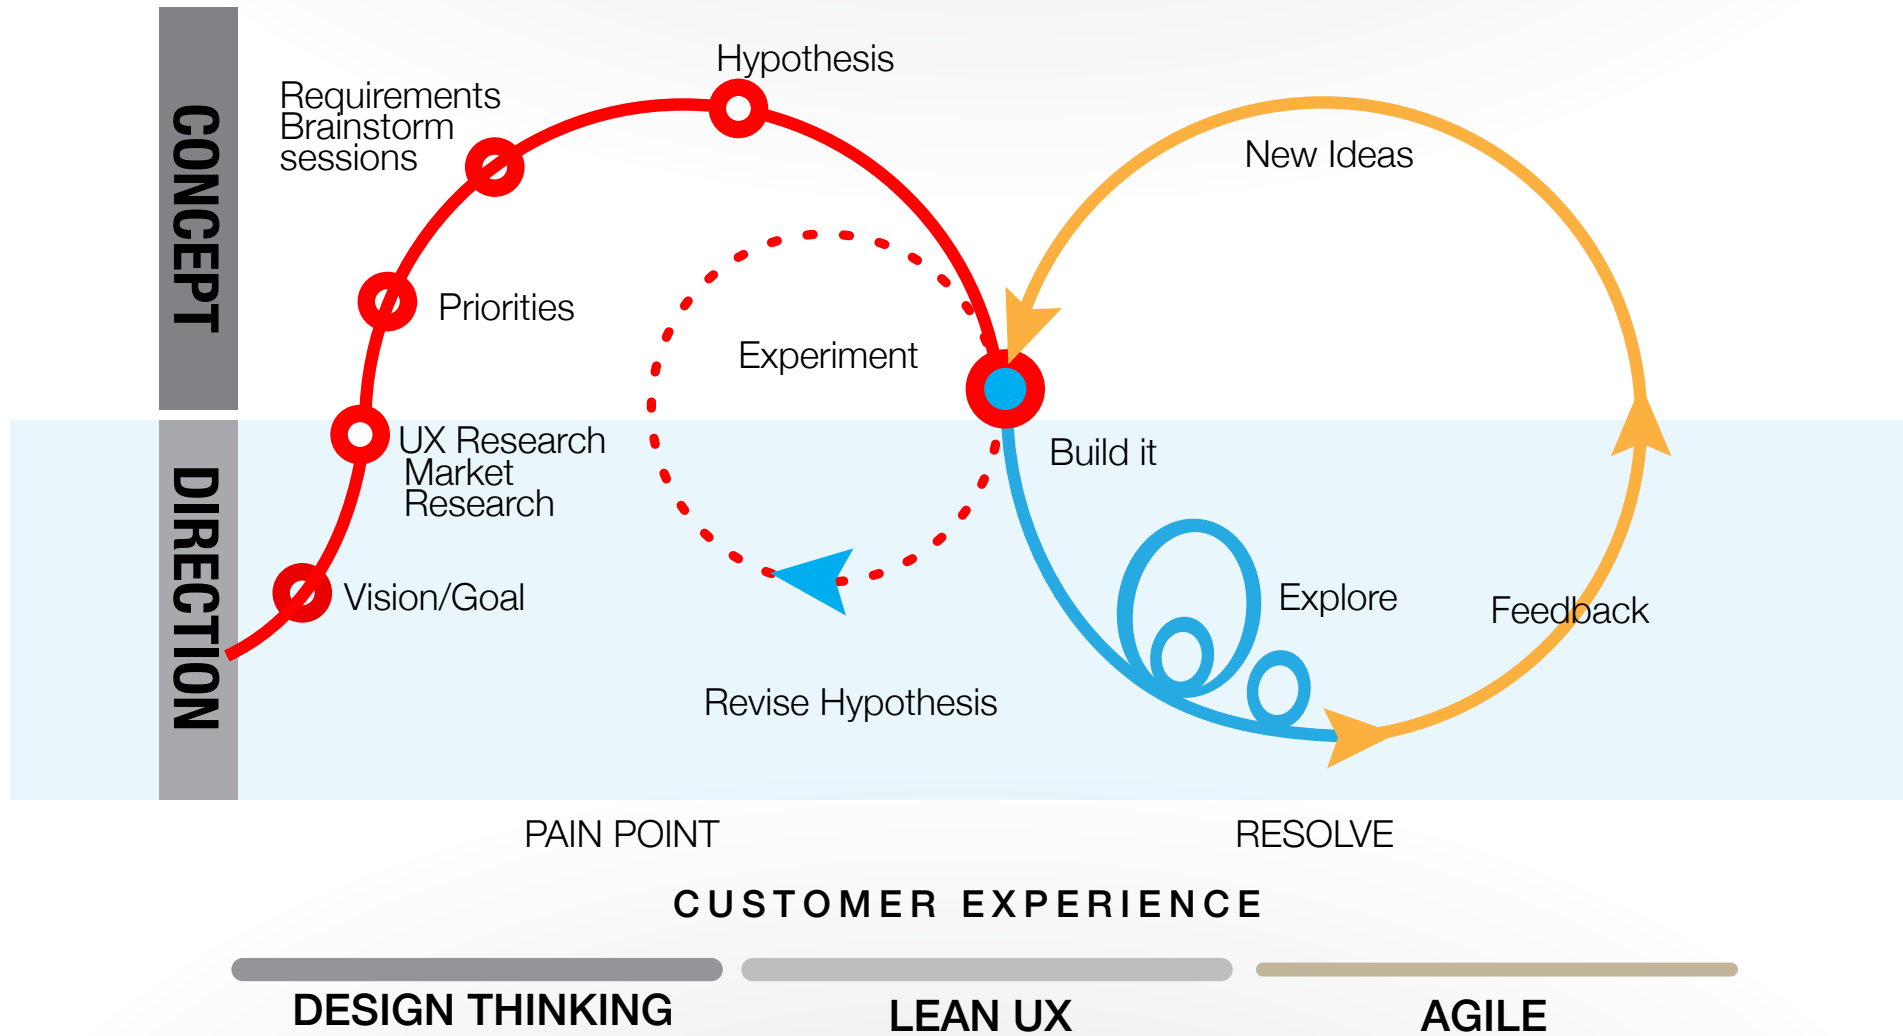 CONCEPT
Hypothesis
Requirements
Brainstorm
sessions
New Ideas
Priorities
Experiment
DIRECTION
UX Research
Market
Research
Build it
Vision/Goal
Explore
Feedback
Revise Hypothesis
PAIN POINT
RESOLVE
CUSTOMER EXPERIENCE
DESIGN THINKING
LEAN UX
AGILE